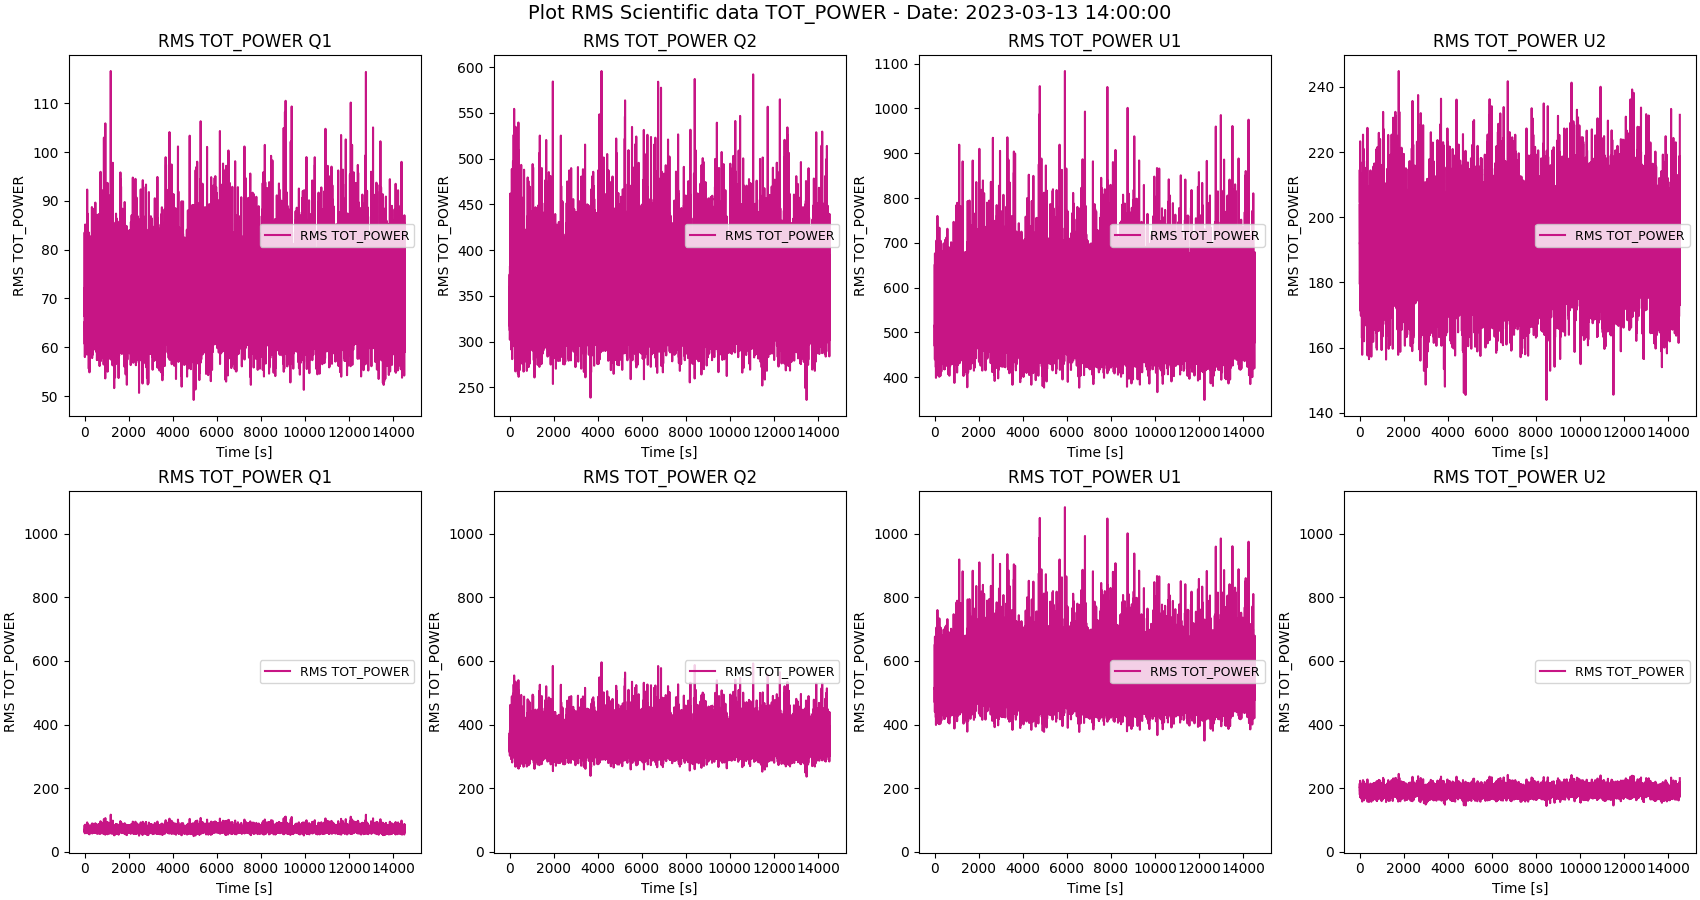 Plot RMS Scientific data TOT_POWER - Date: 2023-03-13 14:00:00
RMS TOT_POWER Q1
RMS TOT_POWER
110
100
90
80
70
60
50
0 2000 4000 6000 8000 10000 12000 14000
Time [s]
RMS TOT_POWER
RMS TOT_POWER Q2
RMS TOT_POWER
600
550
500
450
400
350
300
250
0 2000 4000 6000 8000 10000 12000 14000
Time [s]
RMS TOT_POWER
RMS TOT_POWER U1
RMS TOT_POWER
1100
1000
900
800
700
600
500
400
0 2000 4000 6000 8000 10000 12000 14000
Time [s]
RMS TOT_POWER
RMS TOT_POWER U2
RMS TOT_POWER
240
220
200
180
160
140
0 2000 4000 6000 8000 10000 12000 14000
Time [s]
RMS TOT_POWER
RMS TOT_POWER Q1
RMS TOT_POWER
1000
800
600
400
200
0
0 2000 4000 6000 8000 10000 12000 14000
Time [s]
RMS TOT_POWER
RMS TOT_POWER Q2
RMS TOT_POWER
1000
800
600
400
200
0
0 2000 4000 6000 8000 10000 12000 14000
Time [s]
RMS TOT_POWER
RMS TOT_POWER U1
RMS TOT_POWER
1000
800
600
400
200
0
0 2000 4000 6000 8000 10000 12000 14000
Time [s]
RMS TOT_POWER
RMS TOT_POWER U2
RMS TOT_POWER
1000
800
600
400
200
0
0 2000 4000 6000 8000 10000 12000 14000
Time [s]
RMS TOT_POWER